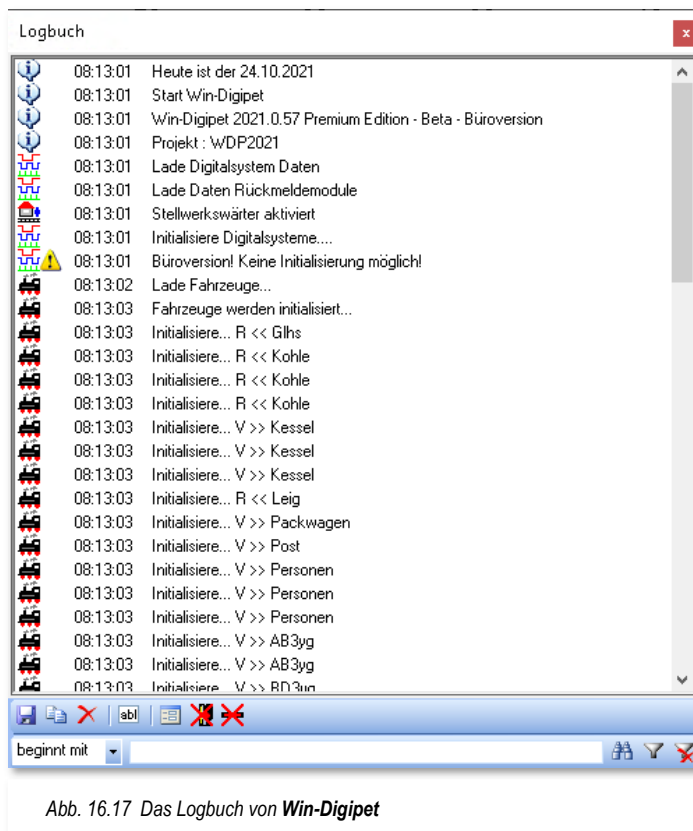 Logbuch
x
08:13:01 Heute ist der 24.10.2021
08:13:01 Start Win-Digipet
08:13:01 Win-Digipet 2021.0.57 Premium Edition - Beta - Büroversion
08:13:01 Projekt : WDP2021
08:13:01 Lade Digitalsystem Daten
08:13:01 Lade Daten Rückmeldemodule
08:13:01 Stellwerkswärter aktiviert
08:13:01 Initialisiere Digitalsysteme....
08:13:01 Büroversion! Keine Initialisierung möglich!
08:13:02 Lade Fahrzeuge...
08:13:03 Fahrzeuge werden initialisiert...
08:13:03 Initialisiere... R << Glhs
08:13:03 Initialisiere... R << Kohle
08:13:03 Initialisiere... R << Kohle
08:13:03 Initialisiere... R << Kohle
08:13:03 Initialisiere... V >> Kessel
08:13:03 Initialisiere... V >> Kessel
08:13:03 Initialisiere... V >> Kessel
08:13:03 Initialisiere... R << Leig
08:13:03 Initialisiere... V >> Packwagen
08:13:03 Initialisiere... V >> Post
08:13:03 Initialisiere... V >> Personen
08:13:03 Initialisiere... V >> Personen
08:13:03 Initialisiere... V >> Personen
08:13:03 Initialisiere... V >> AB3yg
08:13:03 Initialisiere... V >> AB3yg
08:13:03 Initialisiere... V >> BD3yg
abl
beginnt mit
Abb. 16.17 Das Logbuch von Win-Digipet